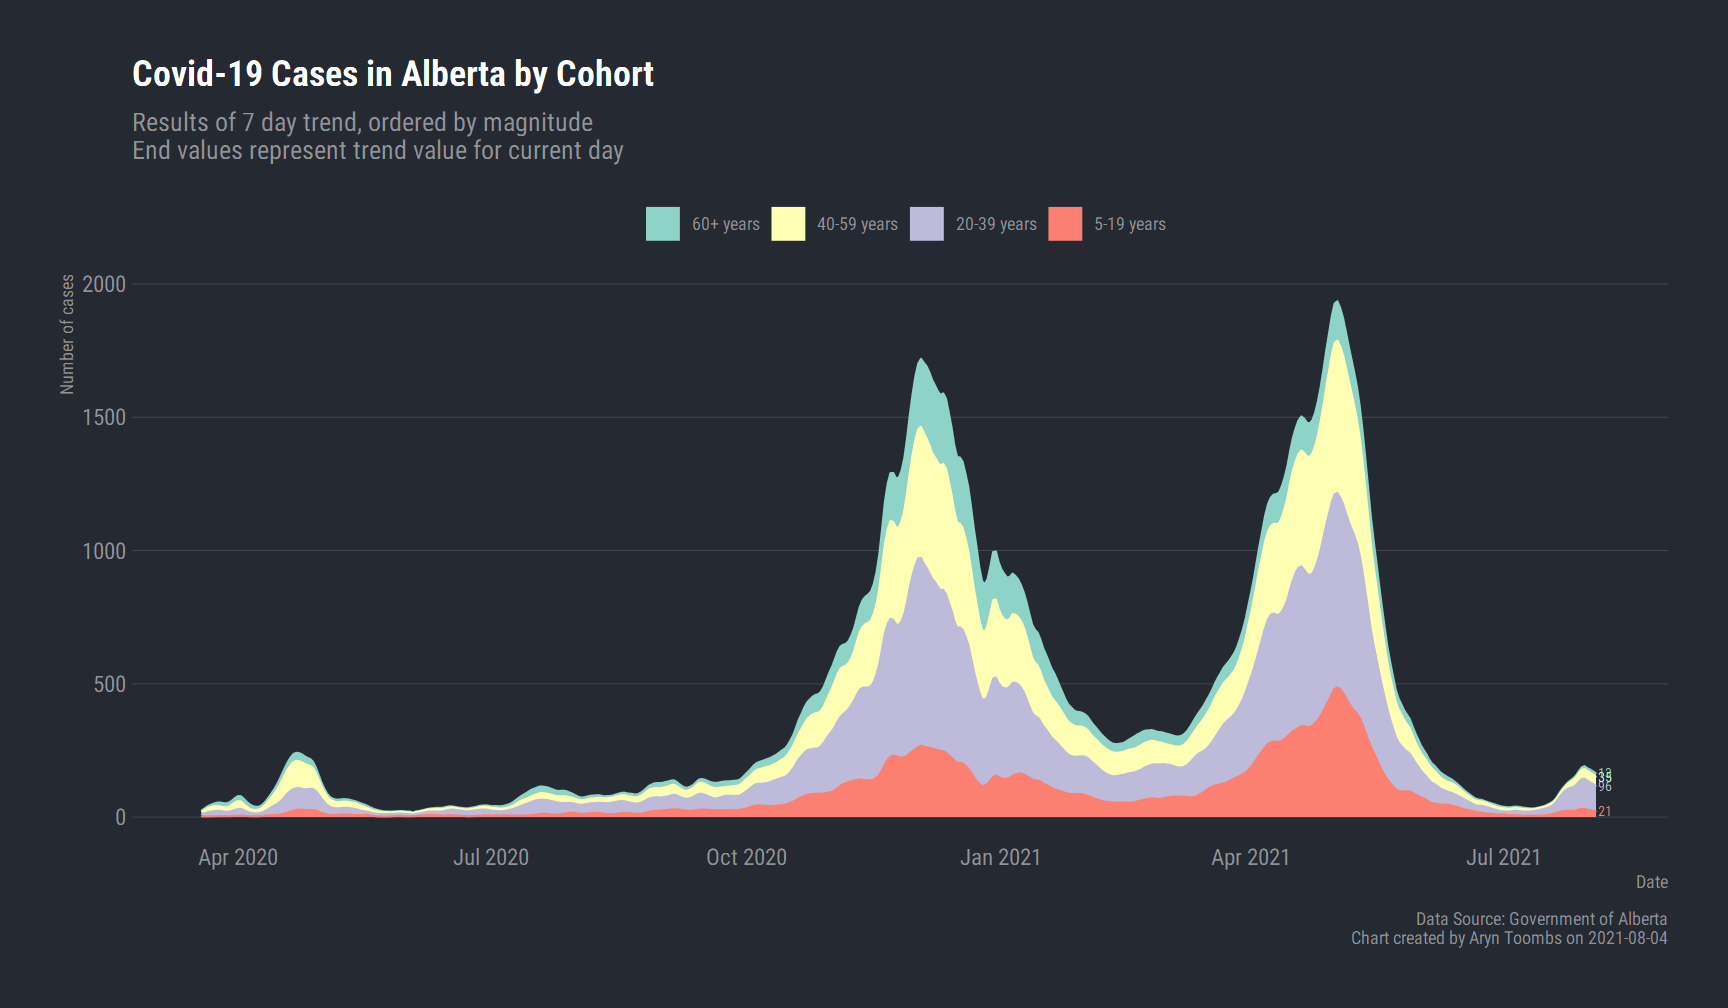 Covid-19 Cases in Alberta by Cohort
Results of 7 day trend, ordered by magnitude
End values represent trend value for current day
60+ years
40-59 years
20-39 years
5-19 years
Number of cases
2000
1500
1000
500
0
96
21
Apr 2020
Jul 2020
Oct 2020
Jan 2021
Apr 2021
Jul 2021
Date
Data Source: Government of Alberta
Chart created by Aryn Toombs on 2021-08-04